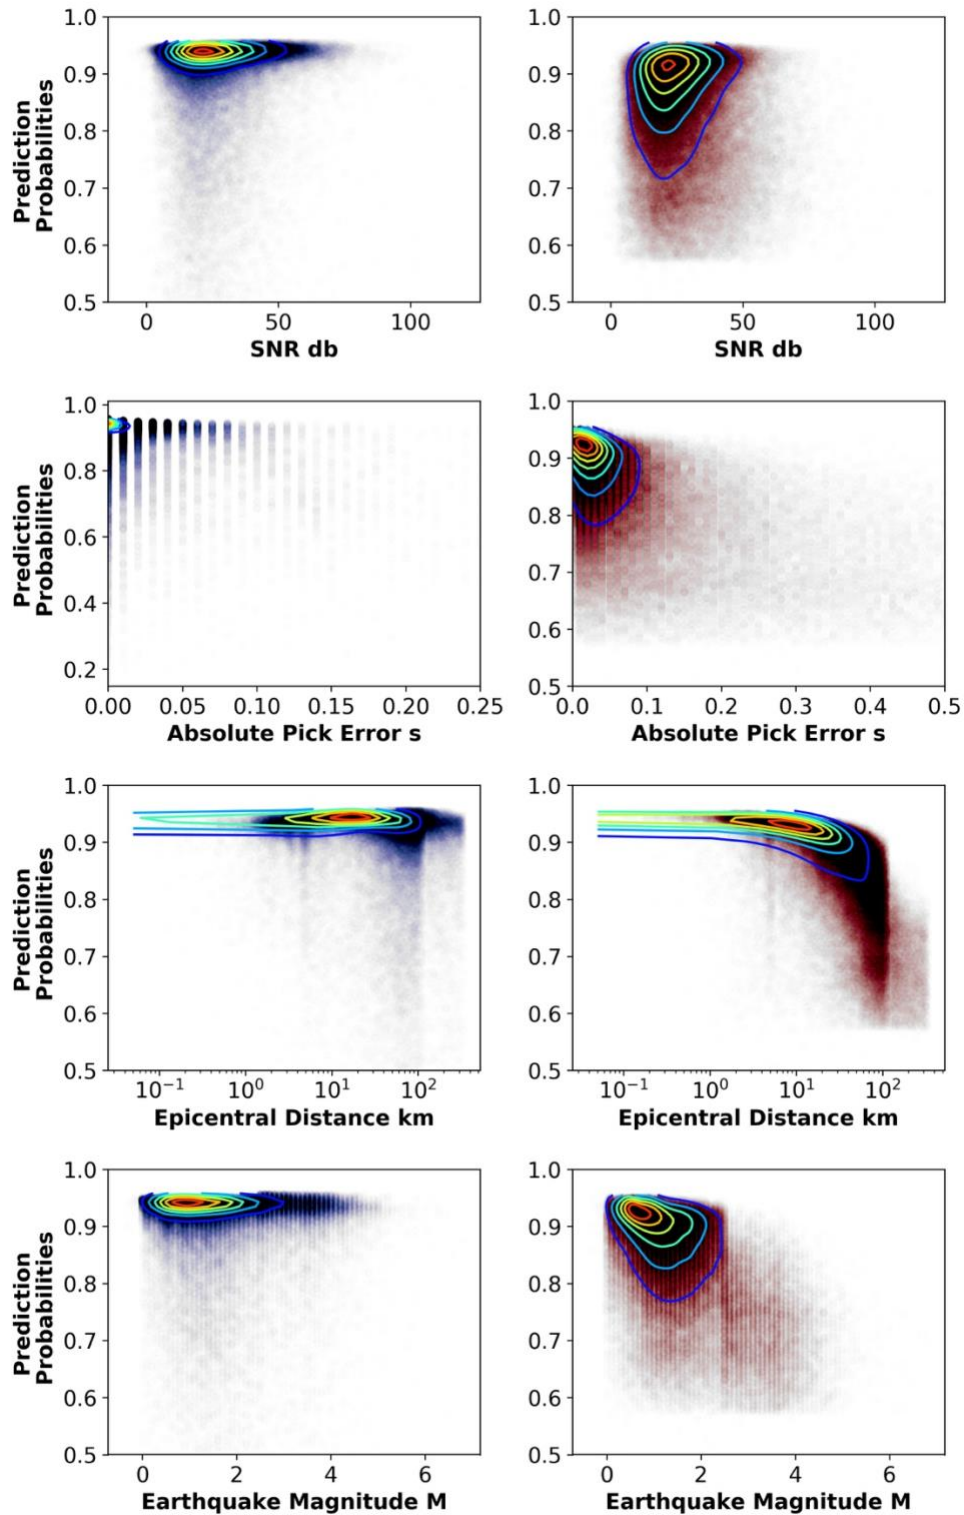 1.0
0.9
0.8
0.7
0.6
0.5
Prediction
Probabilities
0 50 100
SNR db
1.0
0.9
0.8
0.7
0.6
0.5
0 50 100
SNR db
1.0
0.8
0.6
0.4
0.2
Prediction
Probabilities
0.00 0.05 0.10 0.15 0.20 0.25
Absolute Pick Error s
1.0
0.9
0.8
0.7
0.6
0.5
0.0 0.1 0.2 0.3 0.4 0.5
Absolute Pick Error s
1.0
0.9
0.8
0.7
0.6
0.5
Prediction
Probabilities
10⁻¹ 10⁰ 10¹ 10²
Epicentral Distance km
1.0
0.9
0.8
0.7
0.6
0.5
10⁻¹ 10⁰ 10¹ 10²
Epicentral Distance km
1.0
0.9
0.8
0.7
0.6
0.5
Prediction
Probabilities
0 2 4 6
Earthquake Magnitude M
1.0
0.9
0.8
0.7
0.6
0.5
0 2 4 6
Earthquake Magnitude M